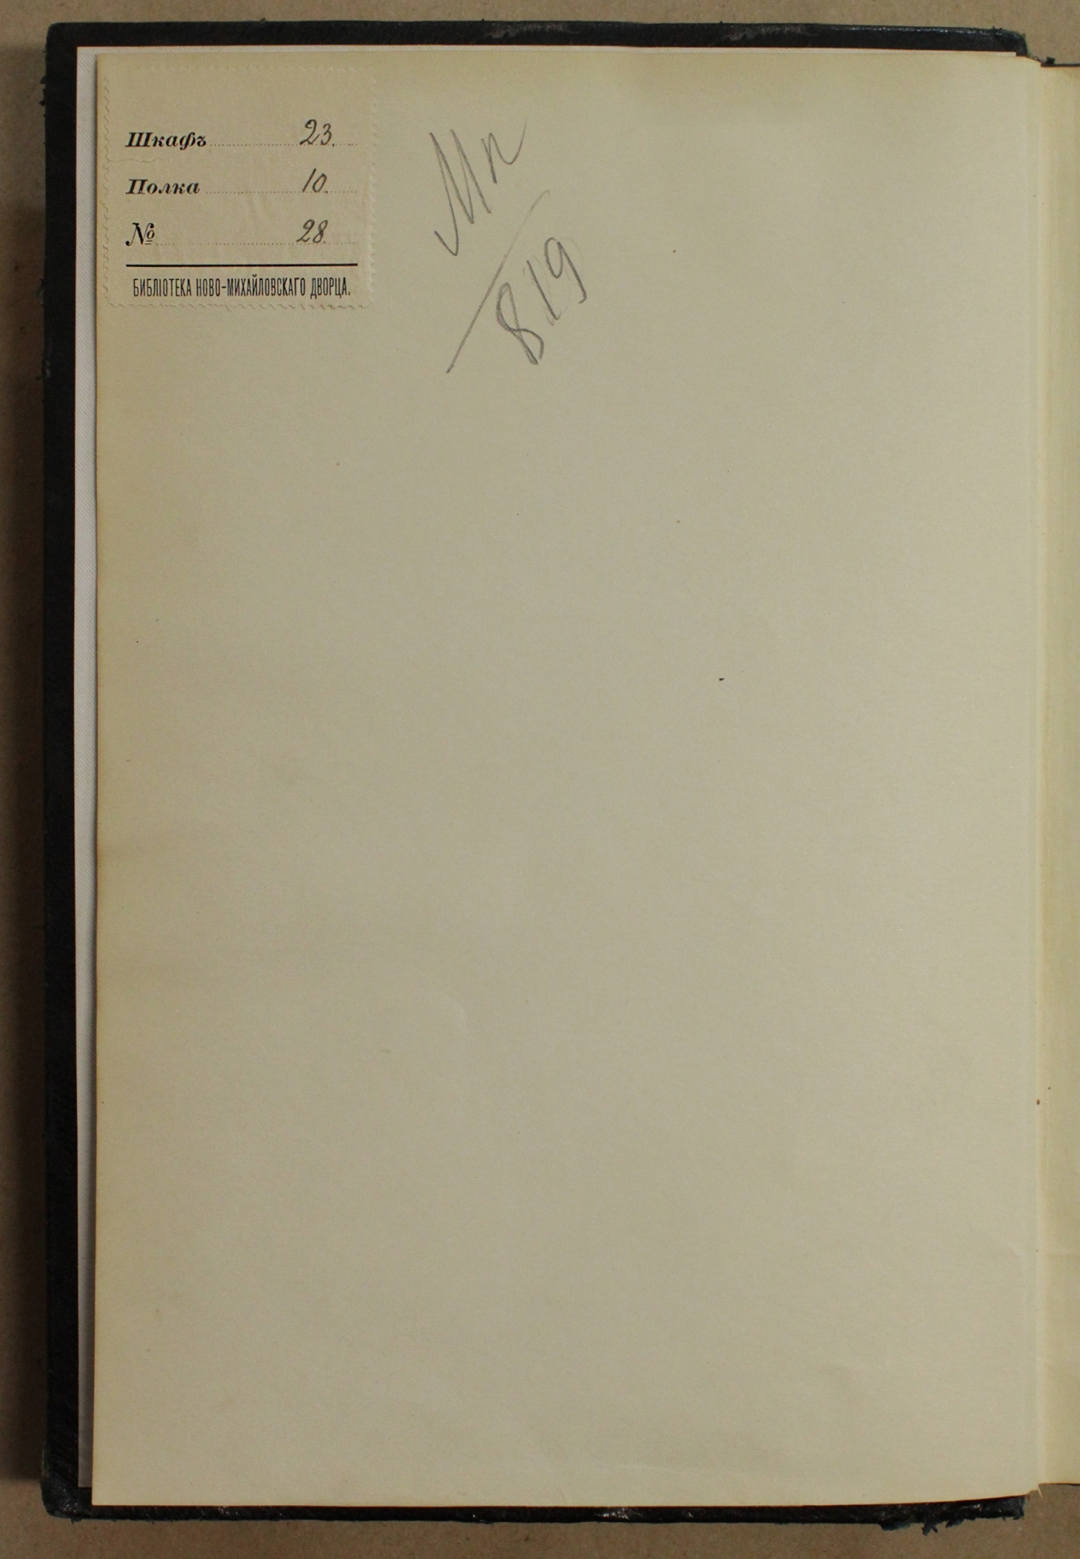 Шкафъ 23.
Полка 10.
№ 28.
БИБЛІОТЕКА НОВО-МИХАЙЛОВСКАГО ДВОРЦА.
Мп
819